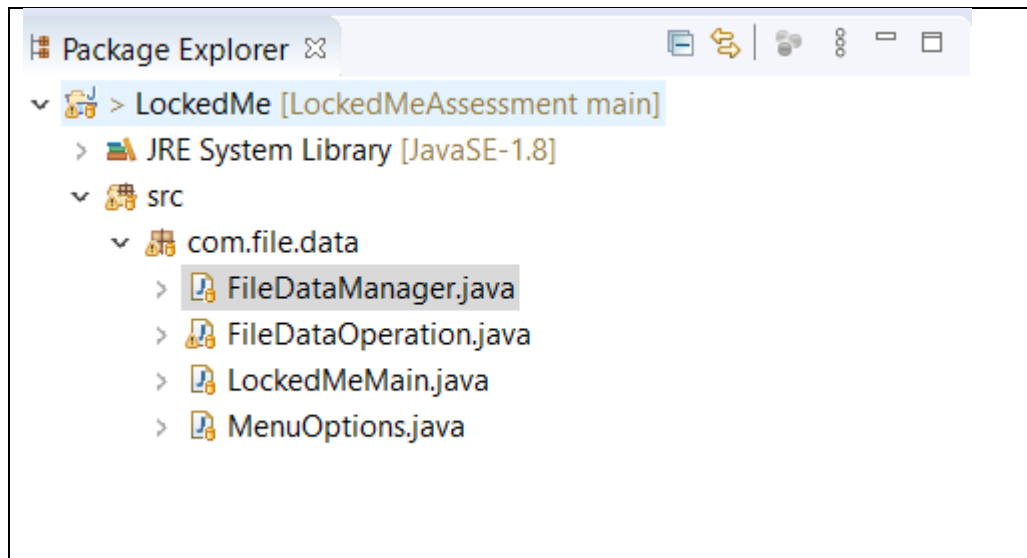 Package Explorer
> LockedMe [LockedMeAssessment main]
JRE System Library [JavaSE-1.8]
src
com.file.data
FileDataManager.java
FileDataOperation.java
LockedMeMain.java
MenuOptions.java